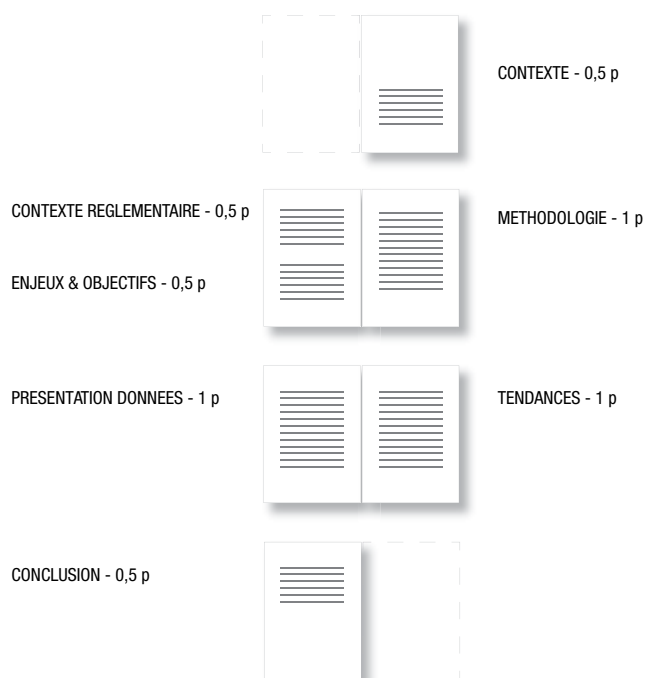 CONTEXTE - 0,5 p
CONTEXTE REGLEMENTAIRE - 0,5 p
METHODOLOGIE - 1 p
ENJEUX & OBJECTIFS - 0,5 p
PRESENTATION DONNEES - 1 p
TENDANCES - 1 p
CONCLUSION - 0,5 p